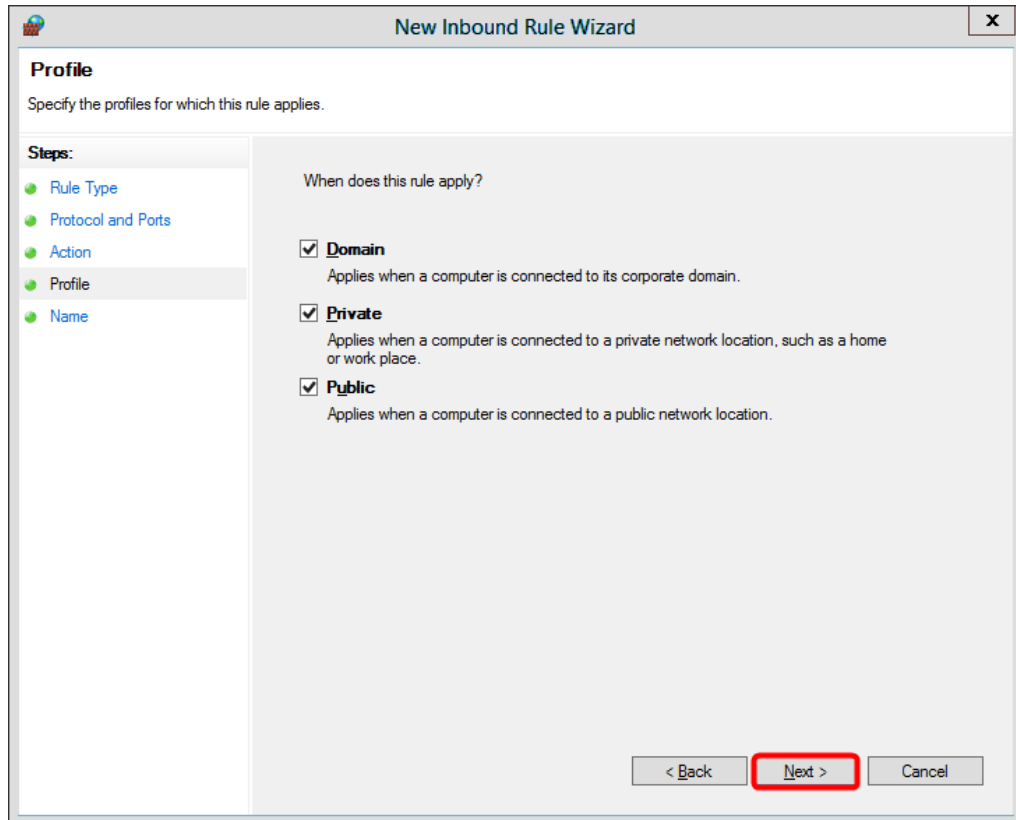 New Inbound Rule Wizard
x
Profile
Specify the profiles for which this rule applies.
Steps:
Rule Type
Protocol and Ports
Action
Profile
Name
When does this rule apply?
Domain
Applies when a computer is connected to its corporate domain.
Private
Applies when a computer is connected to a private network location, such as a home
or work place.
Public
Applies when a computer is connected to a public network location.
< Back
Next >
Cancel